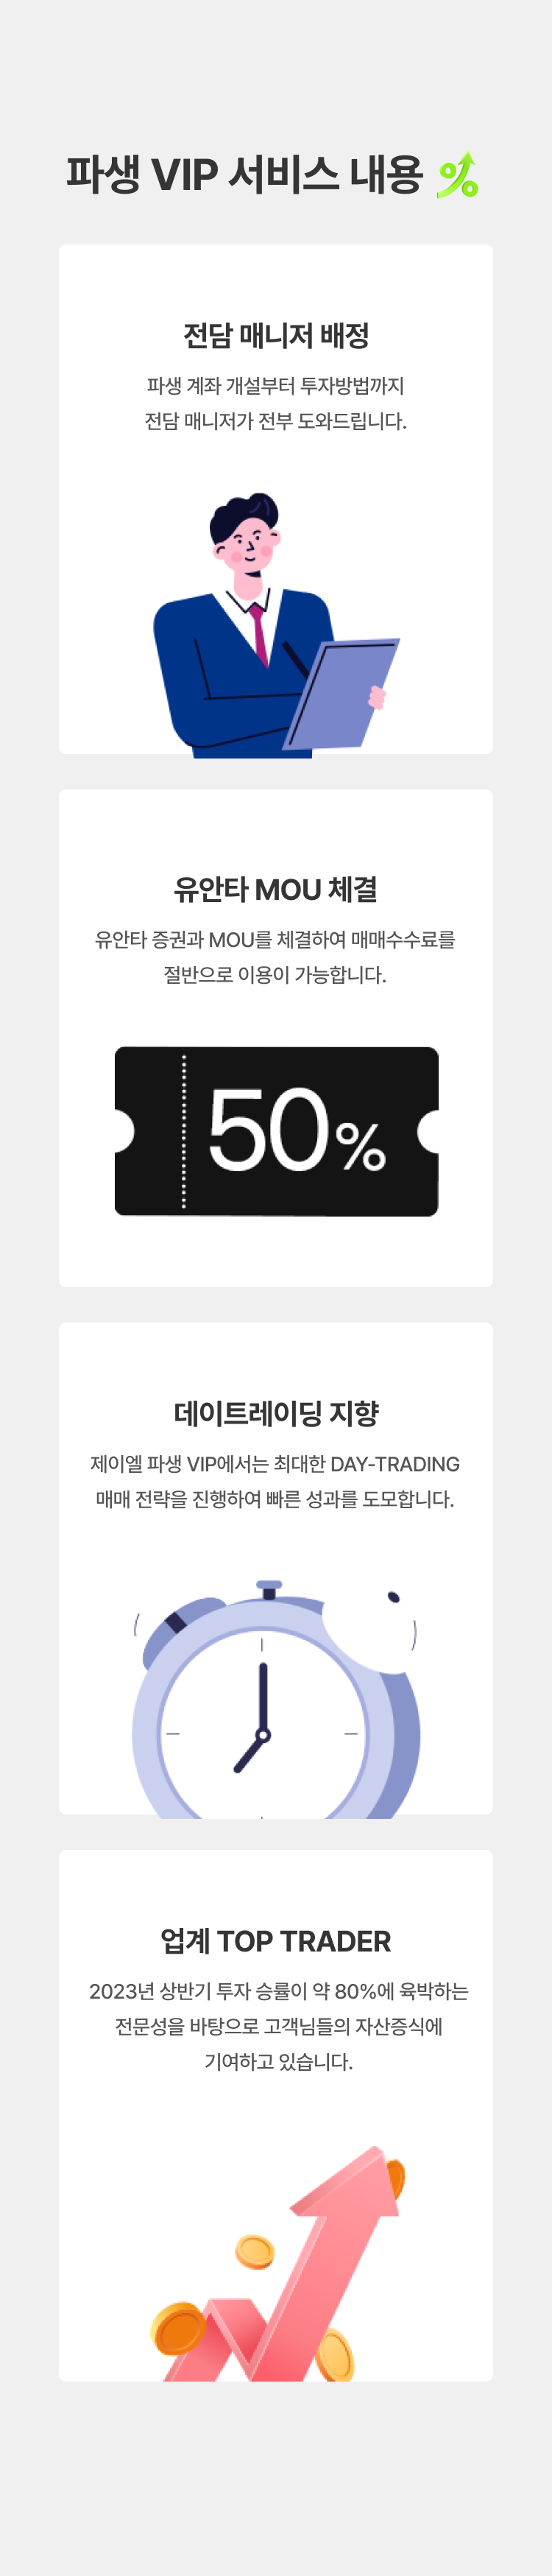 파생 VIP 서비스 내용
전담 매니저 배정
파생 계좌 개설부터 투자방법까지
전담 매니저가 전부 도와드립니다.
유안타 MOU 체결
유안타 증권과 MOU를 체결하여 매매수수료를
절반으로 이용이 가능합니다.
50%
데이트레이딩 지향
제이엘 파생 VIP에서는 최대한 DAY-TRADING
매매 전략을 진행하여 빠른 성과를 도모합니다.
업계 TOP TRADER
2023년 상반기 투자 승률이 약 80%에 육박하는
전문성을 바탕으로 고객님들의 자산증식에
기여하고 있습니다.